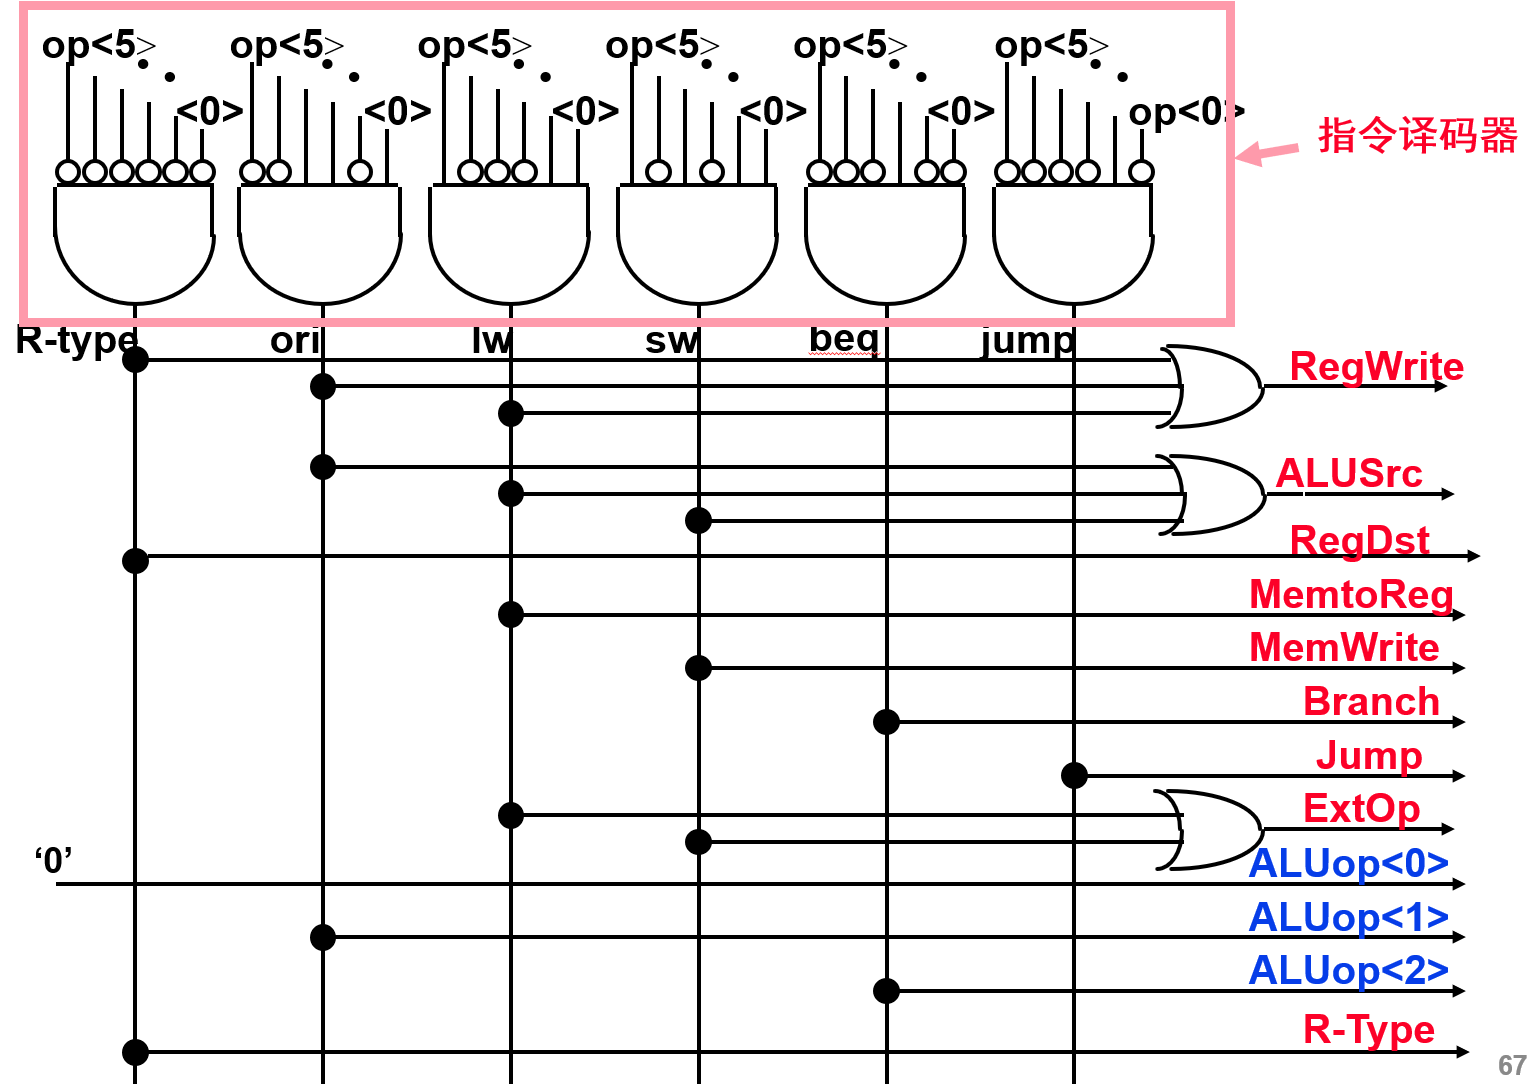 op<5> op<5> op<5> op<5> op<5> op<5>
<0> <0> <0> <0> <0> op<0>
指令译码器
R-type ori lw sw beq jump
RegWrite
ALUSrc
RegDst
MemtoReg
MemWrite
Branch
Jump
ExtOp
‘0’
ALUop<0>
ALUop<1>
ALUop<2>
R-Type
67